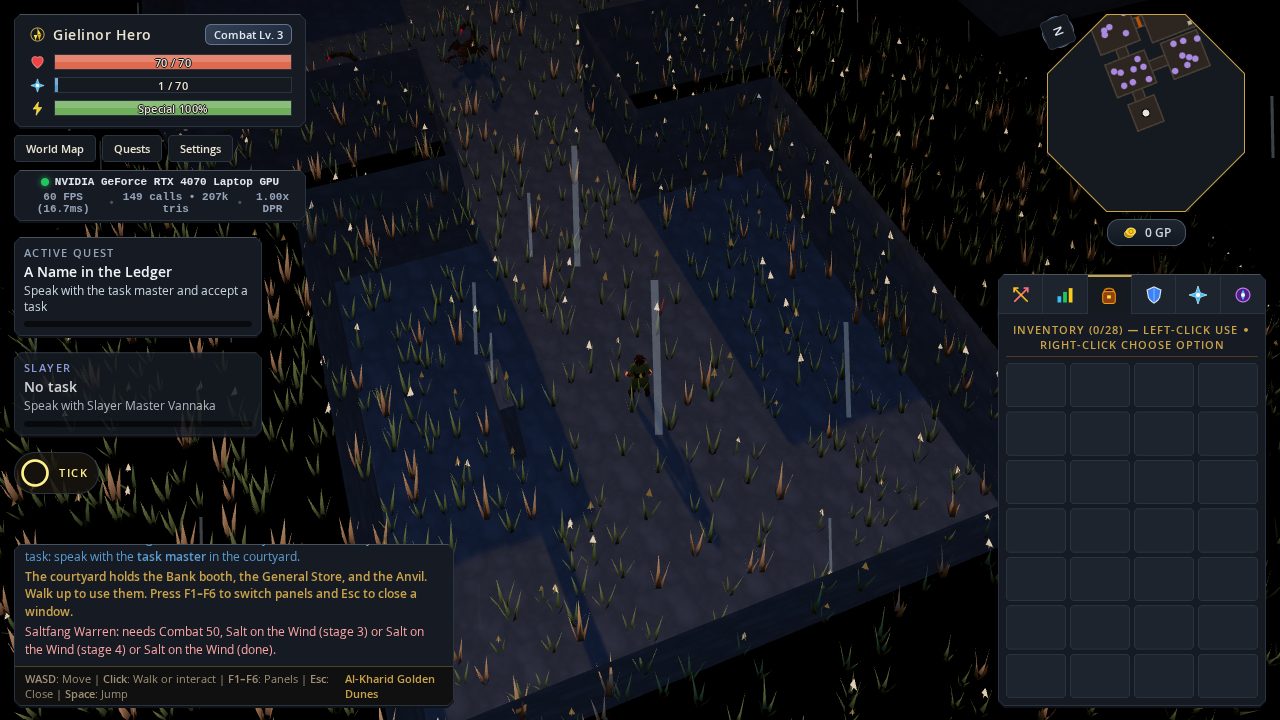 Gielinor Hero
Combat Lv. 3
70 / 70
1 / 70
Special 100%
World Map
Quests
Settings
NVIDIA GeForce RTX 4070 Laptop GPU
60 FPS (16.7ms) • 149 calls • 207k tris • 1.00x DPR
ACTIVE QUEST
A Name in the Ledger
Speak with the task master and accept a
task
SLAYER
No task
Speak with Slayer Master Vannaka
TICK
task: speak with the task master in the courtyard.
The courtyard holds the Bank booth, the General Store, and the Anvil.
Walk up to use them. Press F1–F6 to switch panels and Esc to close a
window.
Saltfang Warren: needs Combat 50, Salt on the Wind (stage 3) or Salt on
the Wind (stage 4) or Salt on the Wind (done).
WASD: Move | Click: Walk or interact | F1–F6: Panels | Esc:
Close | Space: Jump
Al-Kharid Golden
Dunes
N
0 GP
INVENTORY (0/28) — LEFT-CLICK USE •
RIGHT-CLICK CHOOSE OPTION